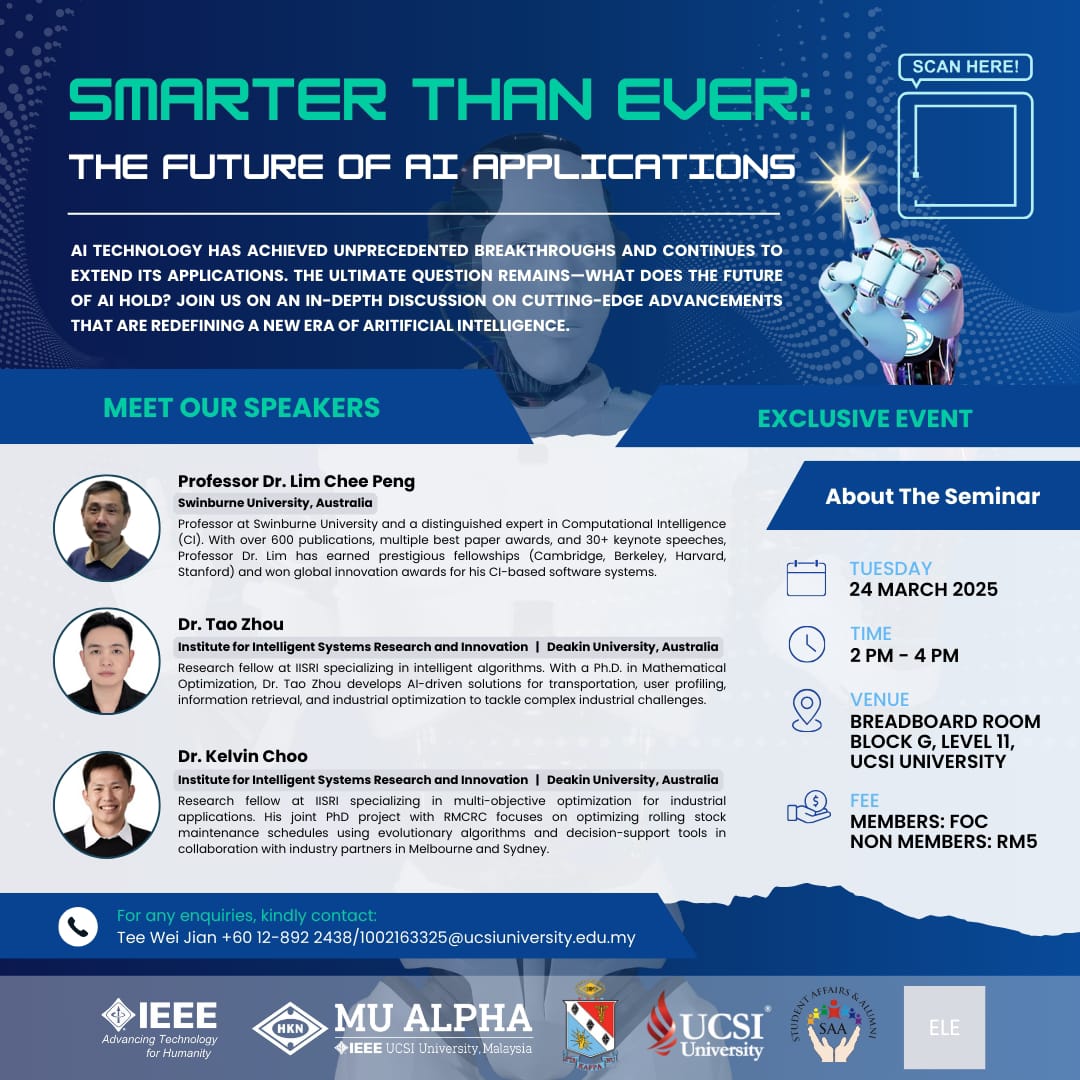 SCAN HERE!
SMARTER THAN EVER:
THE FUTURE OF AI APPLICATIONS
AI TECHNOLOGY HAS ACHIEVED UNPRECEDENTED BREAKTHROUGHS AND CONTINUES TO
EXTEND ITS APPLICATIONS. THE ULTIMATE QUESTION REMAINS—WHAT DOES THE FUTURE
OF AI HOLD? JOIN US ON AN IN-DEPTH DISCUSSION ON CUTTING-EDGE ADVANCEMENTS
THAT ARE REDEFINING A NEW ERA OF ARITIFICIAL INTELLIGENCE.
MEET OUR SPEAKERS
Professor Dr. Lim Chee Peng
Swinburne University, Australia
Professor at Swinburne University and a distinguished expert in Computational Intelligence
(CI). With over 600 publications, multiple best paper awards, and 30+ keynote speeches,
Professor Dr. Lim has earned prestigious fellowships (Cambridge, Berkeley, Harvard,
Stanford) and won global innovation awards for his CI-based software systems.
Dr. Tao Zhou
Institute for Intelligent Systems Research and Innovation | Deakin University, Australia
Research fellow at IISRI specializing in intelligent algorithms. With a Ph.D. in Mathematical
Optimization, Dr. Tao Zhou develops AI-driven solutions for transportation, user profiling,
information retrieval, and industrial optimization to tackle complex industrial challenges.
Dr. Kelvin Choo
Institute for Intelligent Systems Research and Innovation | Deakin University, Australia
Research fellow at IISRI specializing in multi-objective optimization for industrial
applications. His joint PhD project with RMCRC focuses on optimizing rolling stock
maintenance schedules using evolutionary algorithms and decision-support tools in
collaboration with industry partners in Melbourne and Sydney.
EXCLUSIVE EVENT
About The Seminar
TUESDAY
24 MARCH 2025
TIME
2 PM - 4 PM
VENUE
BREADBOARD ROOM
BLOCK G, LEVEL 11,
UCSI UNIVERSITY
FEE
MEMBERS: FOC
NON MEMBERS: RM5
For any enquiries, kindly contact:
Tee Wei Jian +60 12-892 2438/1002163325@ucsiuniversity.edu.my
IEEE
Advancing Technology
for Humanity
HKN
MU ALPHA
IEEE UCSI University, Malaysia
UCSI
University
STUDENT AFFAIRS & ALUMNI
SAA
ELE